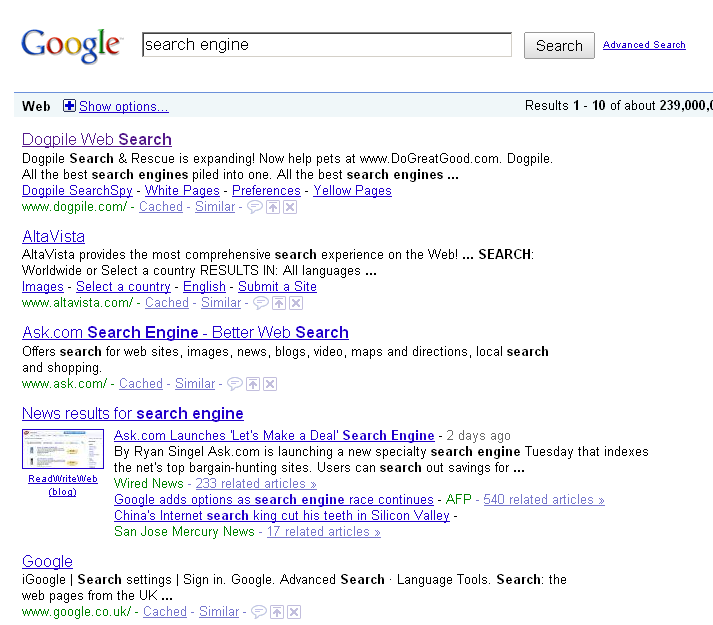 Google search engine Search Advanced Search
Web Show options... Results 1 - 10 of about 239,000,0
Dogpile Web Search
Dogpile Search & Rescue is expanding! Now help pets at www.DoGreatGood.com. Dogpile.
All the best search engines piled into one. All the best search engines ...
Dogpile SearchSpy - White Pages - Preferences - Yellow Pages
www.dogpile.com/ - Cached - Similar -
AltaVista
AltaVista provides the most comprehensive search experience on the Web! ... SEARCH:
Worldwide or Select a country RESULTS IN: All languages ...
Images - Select a country - English - Submit a Site
www.altavista.com/ - Cached - Similar -
Ask.com Search Engine - Better Web Search
Offers search for web sites, images, news, blogs, video, maps and directions, local search
and shopping.
www.ask.com/ - Cached - Similar -
News results for search engine
Ask.com Launches 'Let's Make a Deal' Search Engine - 2 days ago
By Ryan Singel Ask.com is launching a new specialty search engine Tuesday that indexes
the net's top bargain-hunting sites. Users can search out savings for ...
Wired News - 233 related articles »
ReadWriteWeb
(blog)
Google adds options as search engine race continues - AFP - 540 related articles »
China's Internet search king cut his teeth in Silicon Valley -
San Jose Mercury News - 17 related articles »
Google
iGoogle | Search settings | Sign in. Google. Advanced Search · Language Tools. Search: the
web pages from the UK ...
www.google.co.uk/ - Cached - Similar -